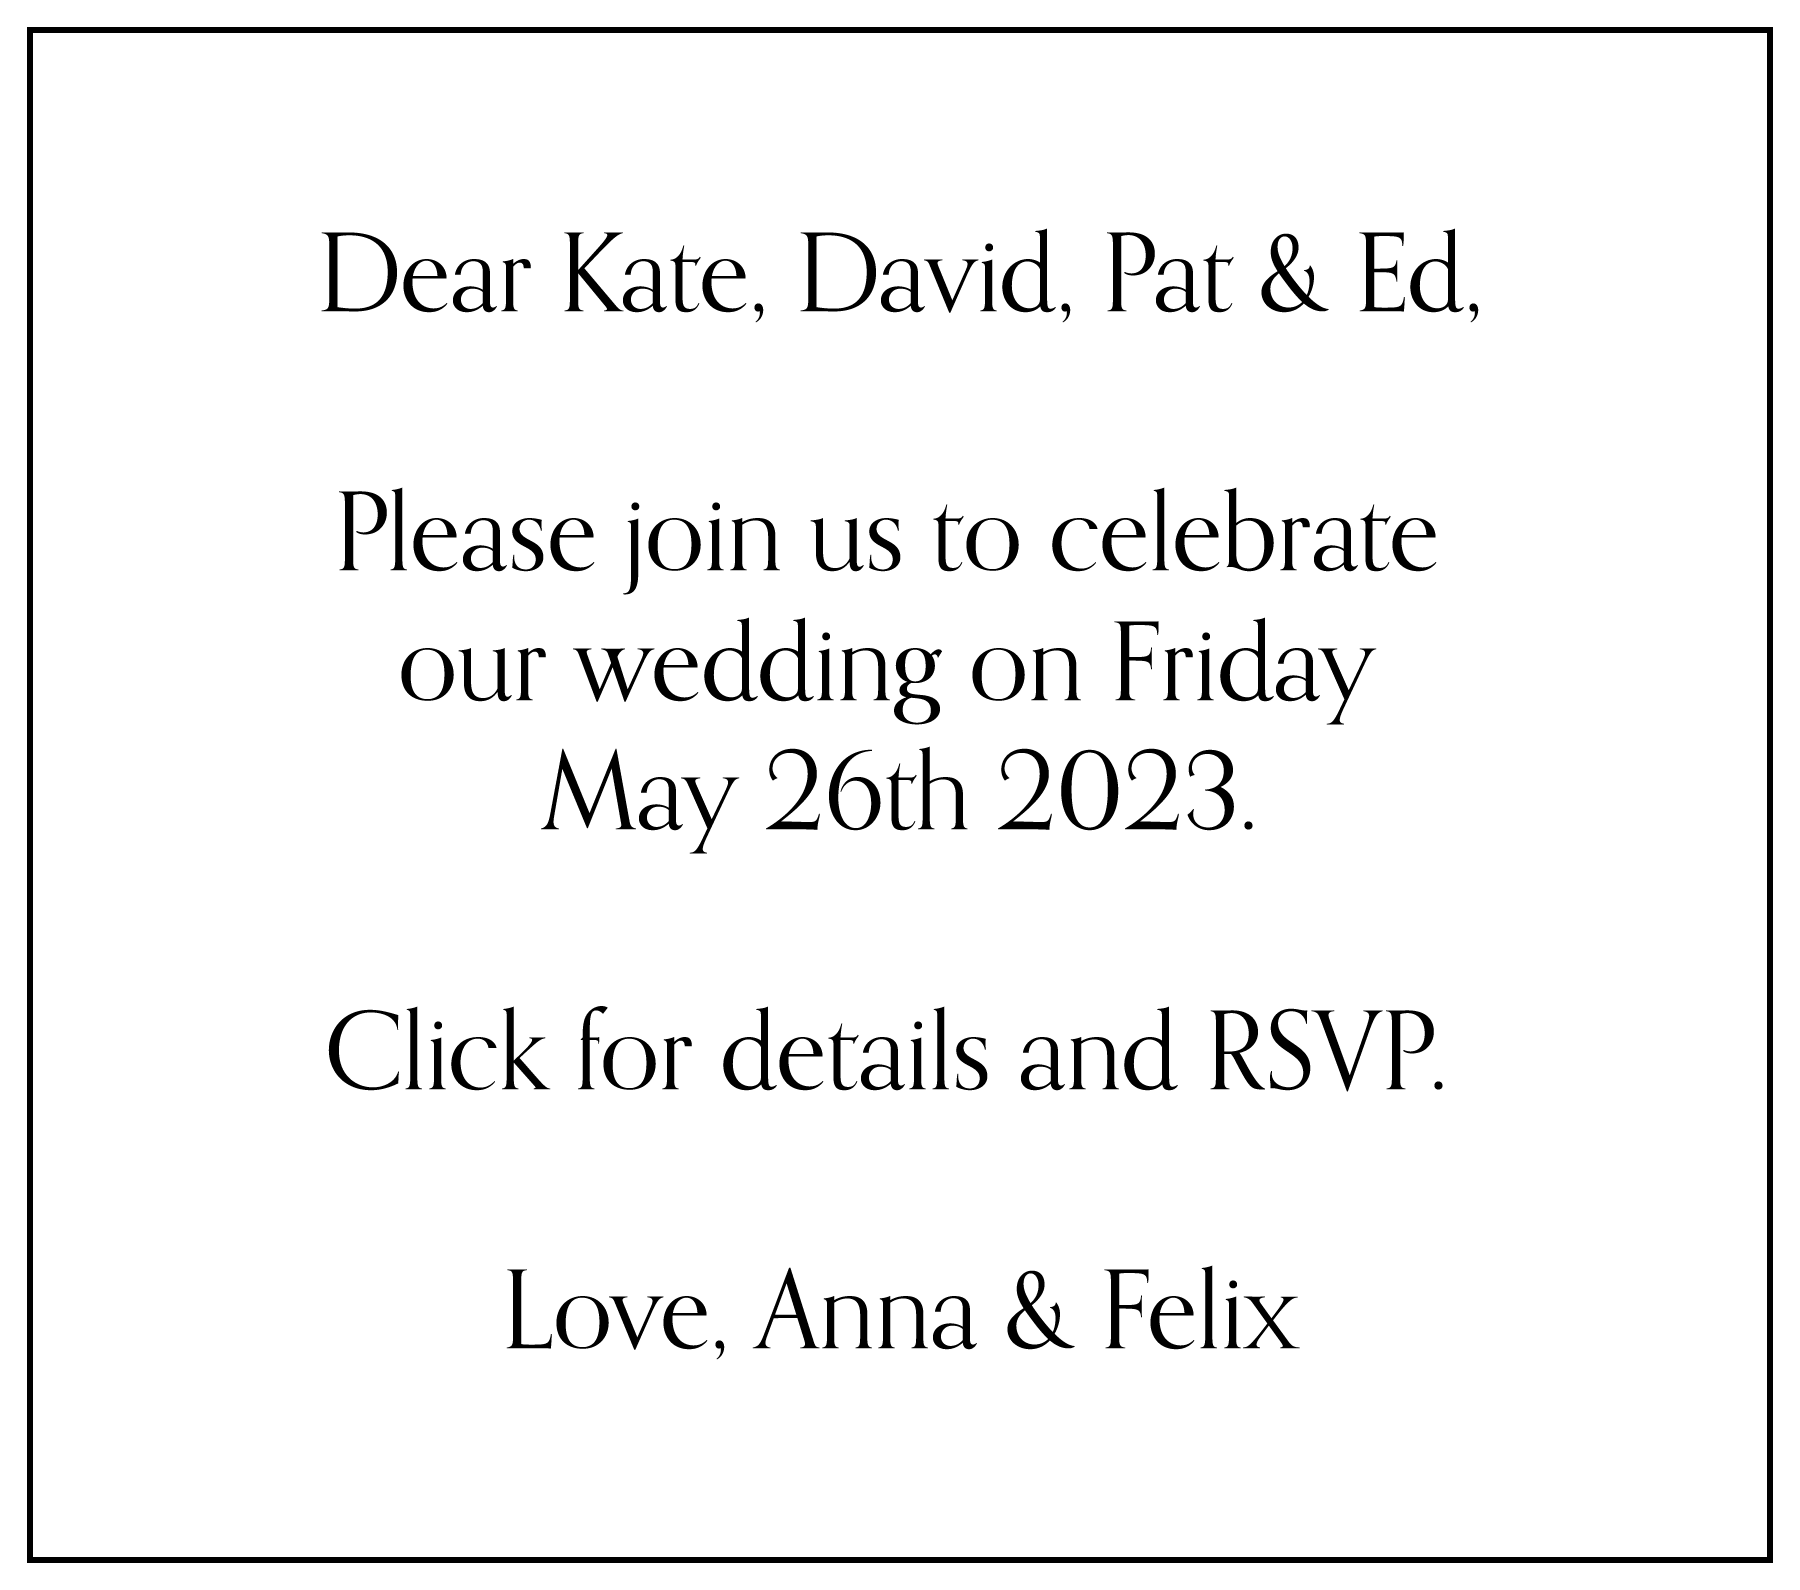 Dear Kate, David, Pat & Ed,
Please join us to celebrate
our wedding on Friday
May 26th 2023.
Click for details and RSVP.
Love, Anna & Felix